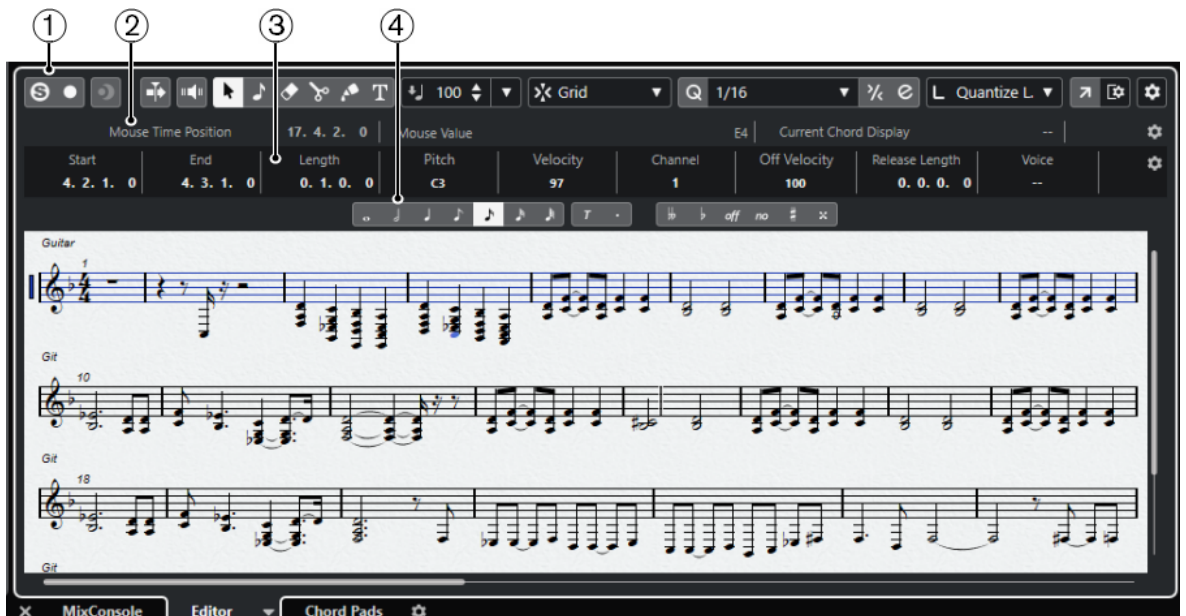 1 2 3 4
S T 100 Grid Q 1/16 L Quantize L.
Mouse Time Position 17. 4. 2. 0 Mouse Value E4 Current Chord Display --
Start End Length Pitch Velocity Channel Off Velocity Release Length Voice
4. 2. 1. 0 4. 3. 1. 0 0. 1. 0. 0 C3 97 1 100 0. 0. 0. 0 --
T . off no
Guitar
1
4
4
Git
10
Git
18
Git
MixConsole Editor Chord Pads